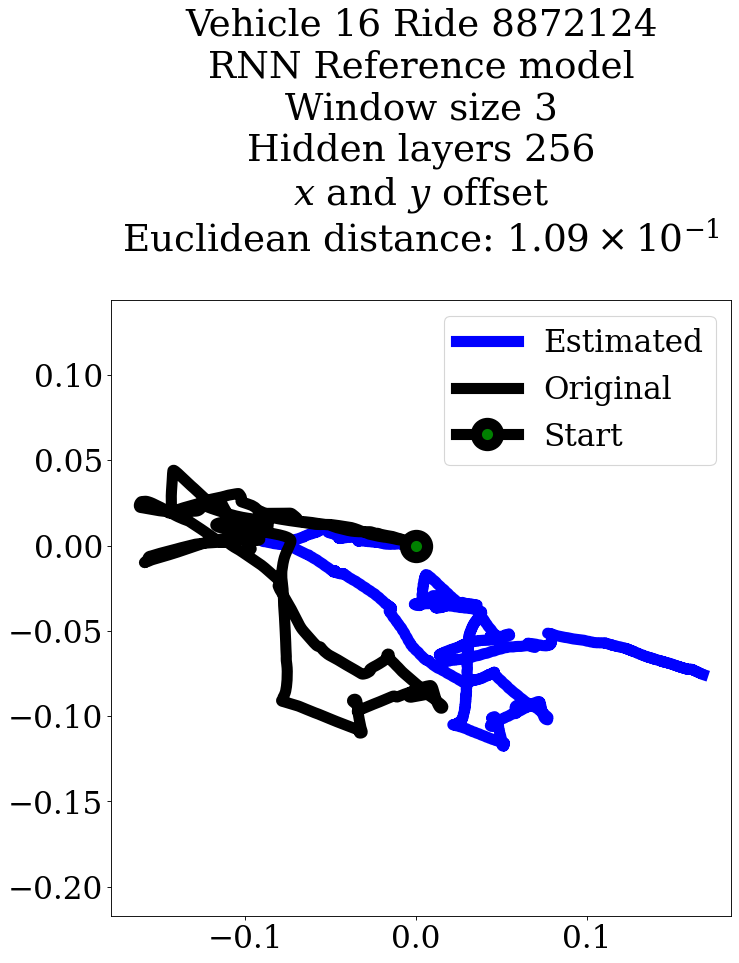 Vehicle 16 Ride 8872124
RNN Reference model
Window size 3
Hidden layers 256
x and y offset
Euclidean distance: 1.09 × 10⁻¹
Estimated
Original
Start
0.10
0.05
0.00
−0.05
−0.10
−0.15
−0.20
−0.1 0.0 0.1